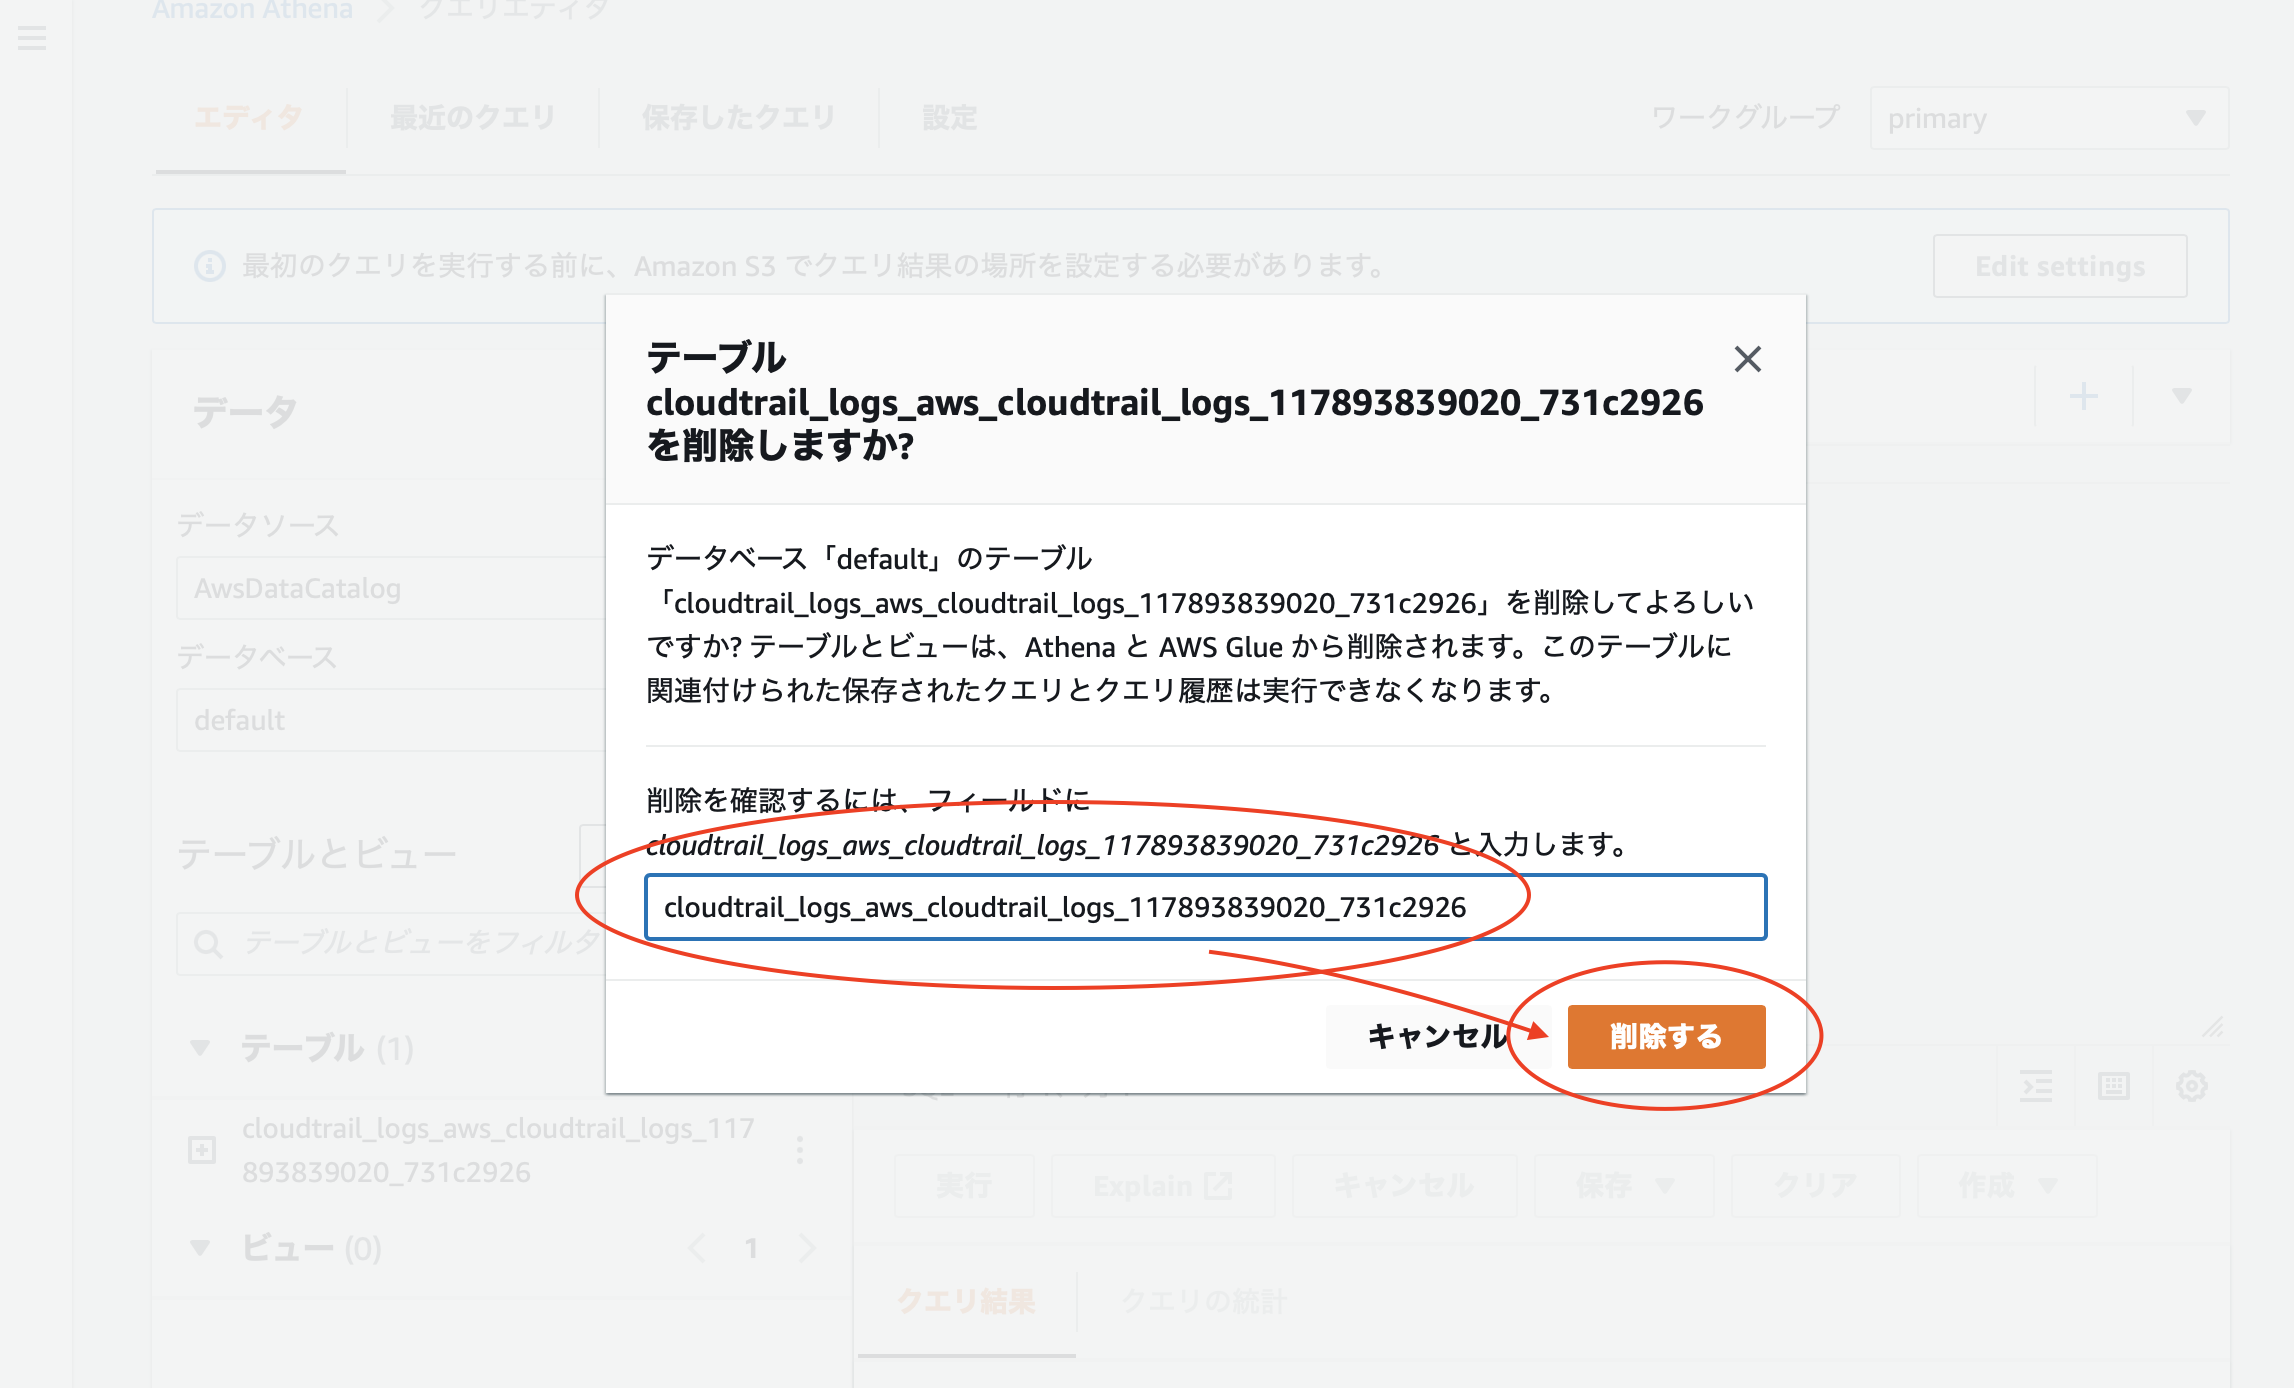 Amazon Athena > クエリエディタ
エディタ
最近のクエリ
保存したクエリ
設定
ワークグループ
primary
最初のクエリを実行する前に、Amazon S3 でクエリ結果の場所を設定する必要があります。
Edit settings
テーブル
cloudtrail_logs_aws_cloudtrail_logs_117893839020_731c2926
を削除しますか?
データベース「default」のテーブル
「cloudtrail_logs_aws_cloudtrail_logs_117893839020_731c2926」を削除してよろしい
ですか? テーブルとビューは、Athena と AWS Glue から削除されます。このテーブルに
関連付けられた保存されたクエリとクエリ履歴は実行できなくなります。
削除を確認するには、フィールドに
cloudtrail_logs_aws_cloudtrail_logs_117893839020_731c2926 と入力します。
cloudtrail_logs_aws_cloudtrail_logs_117893839020_731c2926
キャンセル
削除する
データ
データソース
AwsDataCatalog
データベース
default
テーブルとビュー
テーブルとビューをフィルタ
テーブル (1)
cloudtrail_logs_aws_cloudtrail_logs_117
893839020_731c2926
ビュー (0)
1
実行
Explain
キャンセル
保存
クリア
作成
クエリ結果
クエリの統計